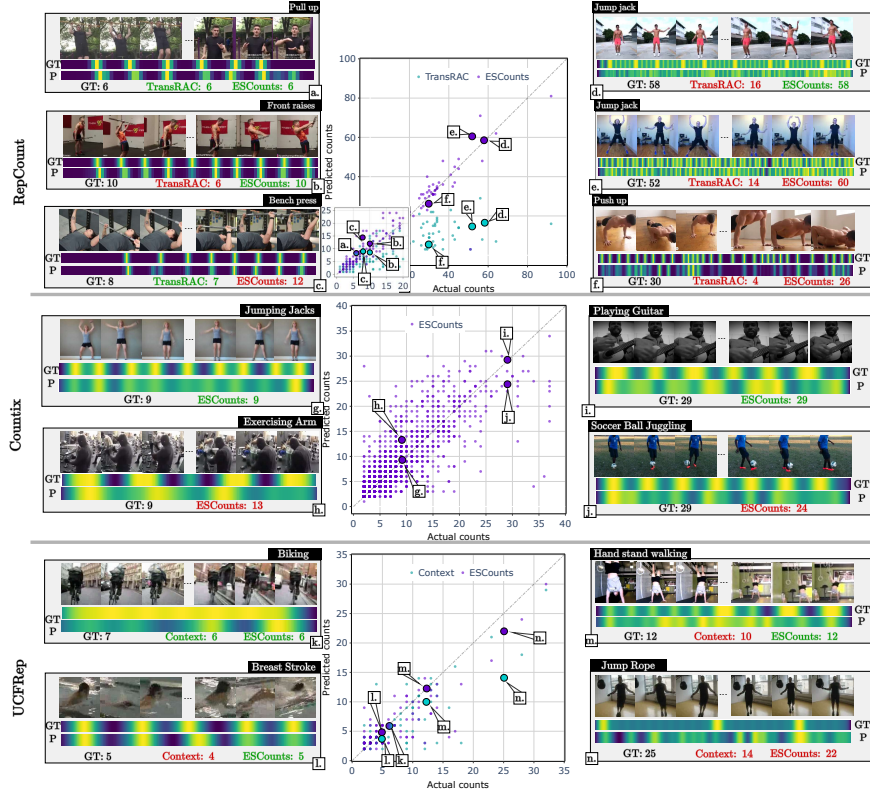 RepCount
Pull up
...
GT
P
GT: 6 TransRAC: 6 ESCounts: 6
a.
Front raises
...
GT
P
GT: 10 TransRAC: 6 ESCounts: 10
b.
Bench press
...
GT
P
GT: 8 TransRAC: 7 ESCounts: 12
c.
TransRAC ESCounts
Predicted counts
100
80
60
40
20
0
20
15
10
5
0
0 5 10 15 20
a.
c.
b.
b.
c.
e.
d.
f.
e.
d.
f.
40 60 80 100
Actual counts
Jump jack
...
GT
P
GT: 58 TransRAC: 16 ESCounts: 58
d.
Jump jack
...
GT
P
GT: 52 TransRAC: 14 ESCounts: 60
e.
Push up
...
GT
P
GT: 30 TransRAC: 4 ESCounts: 26
f.
Countix
Jumping Jacks
...
GT
P
GT: 9 ESCounts: 9
g.
Exercising Arm
...
GT
P
GT: 9 ESCounts: 13
h.
ESCounts
Predicted counts
40
35
30
25
20
15
10
5
0
i.
j.
h.
g.
0 5 10 15 20 25 30 35 40
Actual counts
Playing Guitar
...
GT
P
GT: 29 ESCounts: 29
i.
Soccer Ball Juggling
...
GT
P
GT: 29 ESCounts: 24
j.
UCFRep
Biking
...
GT
P
GT: 7 Context: 6 ESCounts: 6
k.
Breast Stroke
...
GT
P
GT: 5 Context: 4 ESCounts: 5
l.
Context ESCounts
Predicted counts
35
30
25
20
15
10
5
0
n.
m.
l.
n.
m.
l.
k.
0 5 10 15 20 25 30 35
Actual counts
Hand stand walking
...
GT
P
GT: 12 Context: 10 ESCounts: 12
m.
Jump Rope
...
GT
P
GT: 25 Context: 14 ESCounts: 22
n.